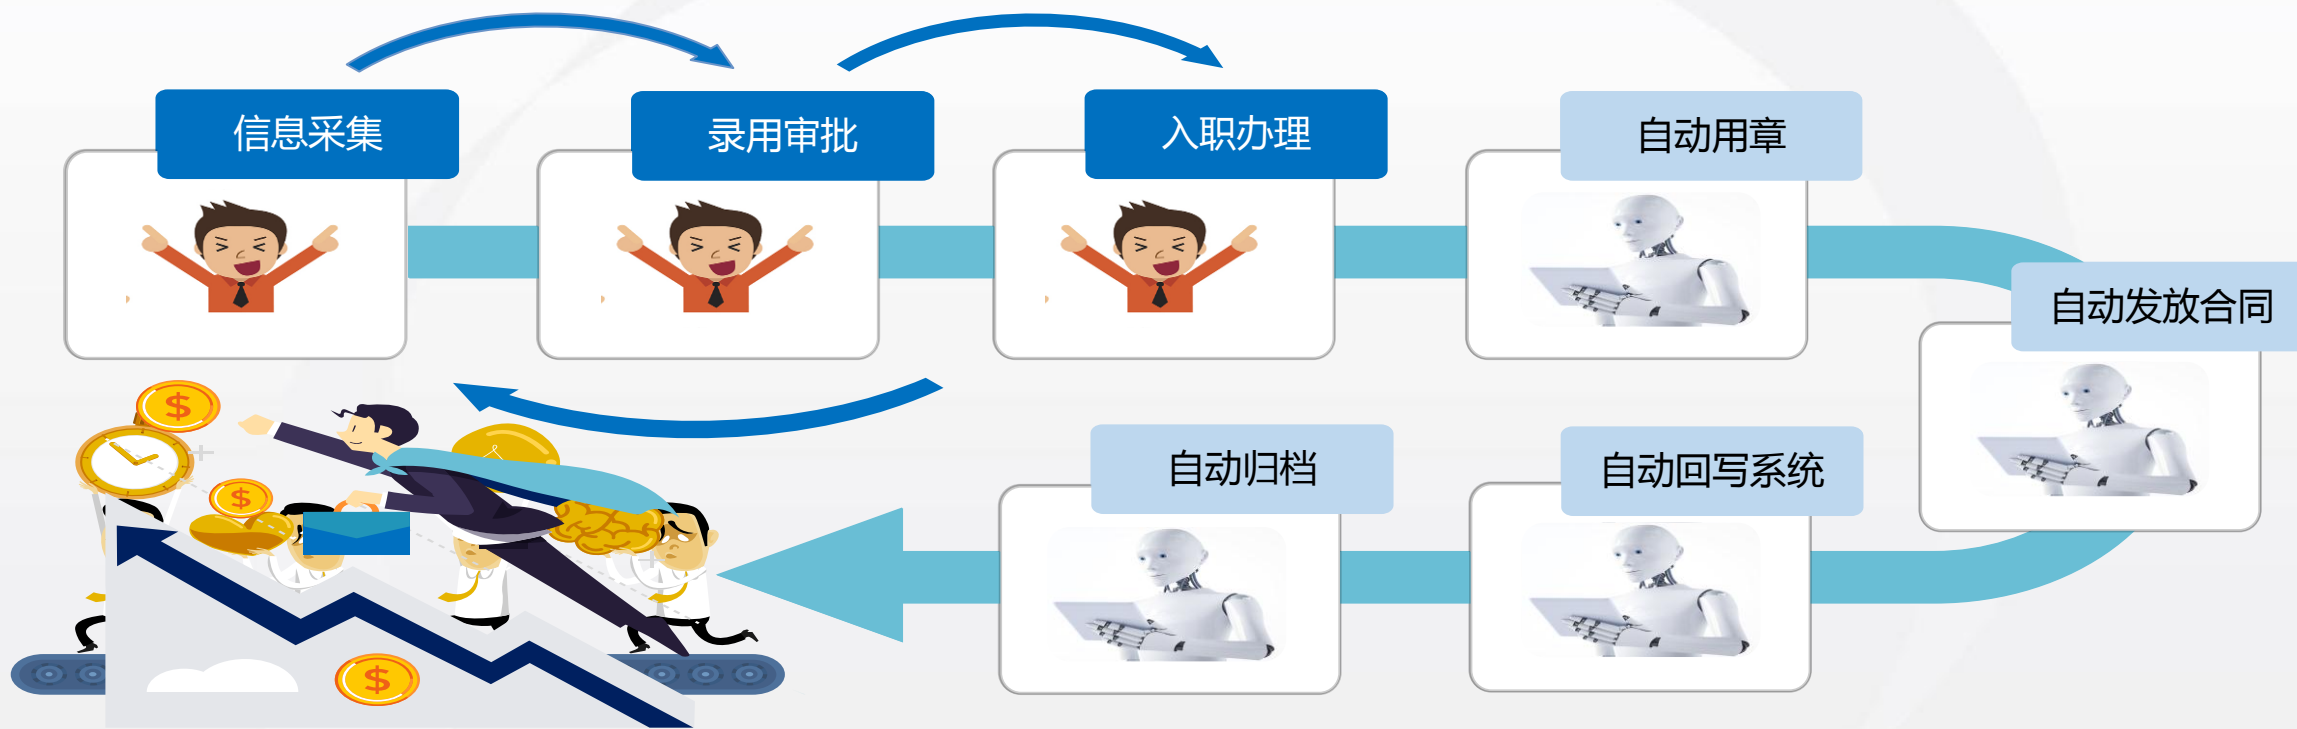 信息采集
录用审批
入职办理
自动用章
自动发放合同
自动回写系统
自动归档
$
$
$